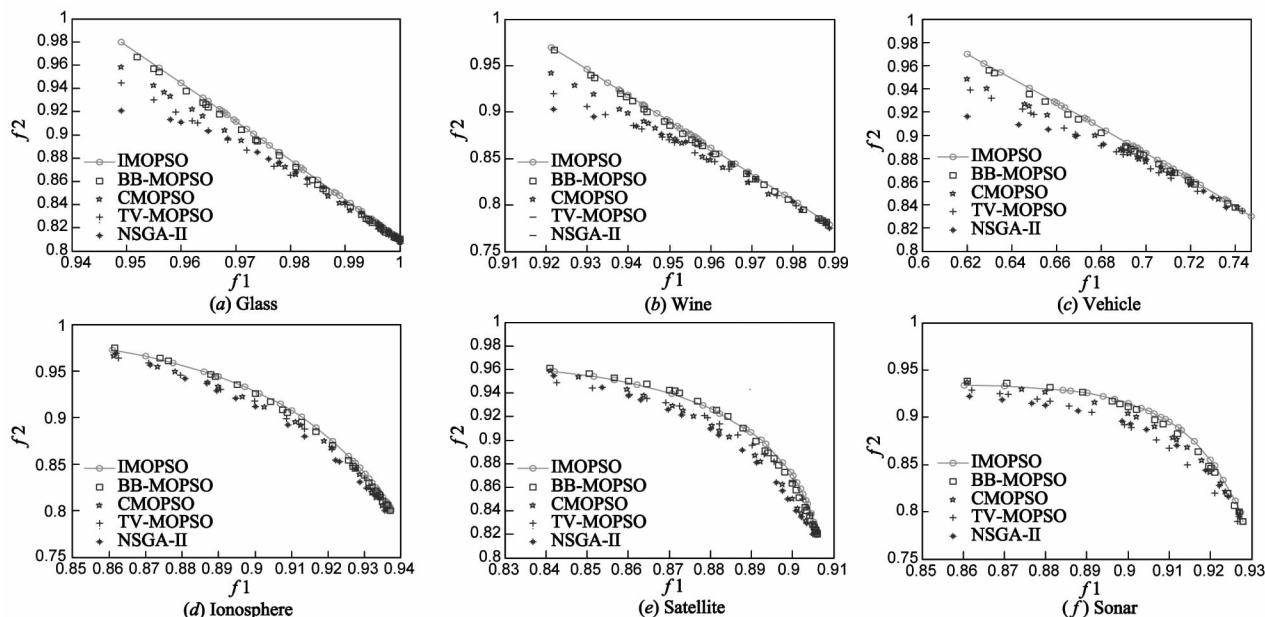 1
0.98
0.96
0.94
0.92
0.9
0.88
0.86
0.84
0.82
0.8
f2
IMOPSO
BB-MOPSO
CMOPSO
TV-MOPSO
NSGA-II
0.94 0.95 0.96 0.97 0.98 0.99 1
f1
(a) Glass
1
0.95
0.9
0.85
0.8
0.75
f2
IMOPSO
BB-MOPSO
CMOPSO
TV-MOPSO
NSGA-II
0.91 0.92 0.93 0.94 0.95 0.96 0.97 0.98 0.99
f1
(b) Wine
1
0.98
0.96
0.94
0.92
0.9
0.88
0.86
0.84
0.82
0.8
f2
IMOPSO
BB-MOPSO
CMOPSO
TV-MOPSO
NSGA-II
0.6 0.62 0.64 0.66 0.68 0.7 0.72 0.74
f1
(c) Vehicle
1
0.95
0.9
0.85
0.8
0.75
f2
IMOPSO
BB-MOPSO
CMOPSO
TV-MOPSO
NSGA-II
0.85 0.86 0.87 0.88 0.89 0.9 0.91 0.92 0.93 0.94
f1
(d) Ionosphere
1
0.98
0.96
0.94
0.92
0.9
0.88
0.86
0.84
0.82
0.8
f2
IMOPSO
BB-MOPSO
CMOPSO
TV-MOPSO
NSGA-II
0.83 0.84 0.85 0.86 0.87 0.88 0.89 0.9 0.91
f1
(e) Satellite
1
0.95
0.9
0.85
0.8
0.75
f2
IMOPSO
BB-MOPSO
CMOPSO
TV-MOPSO
NSGA-II
0.85 0.86 0.87 0.88 0.89 0.9 0.91 0.92 0.93
f1
(f) Sonar